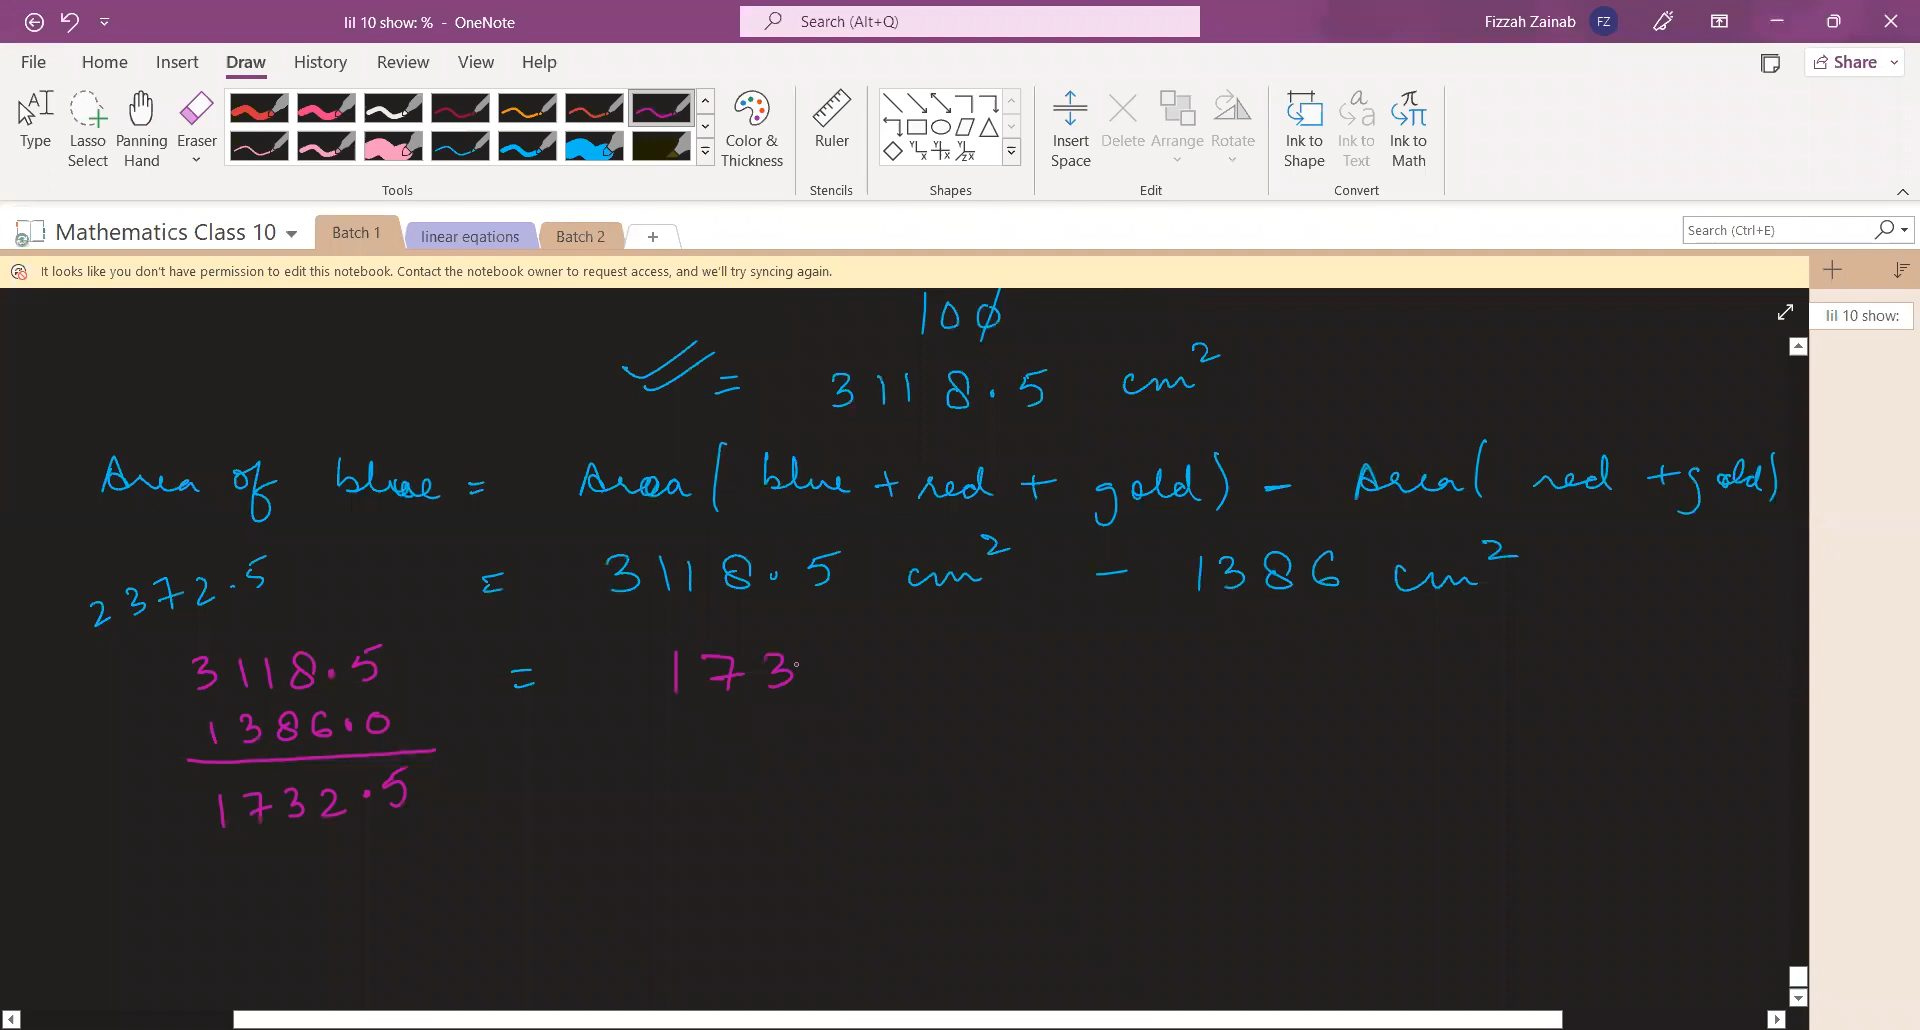 lil 10 show: % - OneNote
Search (Alt+Q)
Fizzah Zainab FZ
File Home Insert Draw History Review View Help
Share
Type Lasso Select Panning Hand Eraser Color & Thickness Ruler Insert Space Delete Arrange Rotate Ink to Shape Ink to Text Ink to Math
Tools Stencils Shapes Edit Convert
Mathematics Class 10 Batch 1 linear eqations Batch 2 +
Search (Ctrl+E)
It looks like you don't have permission to edit this notebook. Contact the notebook owner to request access, and we'll try syncing again.
lil 10 show:
100
= 3118.5 cm²
Area of blue = Area ( blue + red + gold ) - Area ( red + gold )
2372.5 = 3118.5 cm² - 1386 cm²
3118.5 = 173
1386.0
1732.5